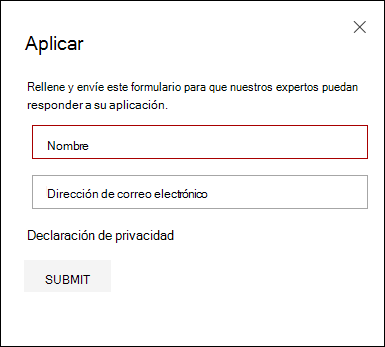 Aplicar
Rellene y envíe este formulario para que nuestros expertos puedan
responder a su aplicación.
Nombre
Dirección de correo electrónico
Declaración de privacidad
SUBMIT